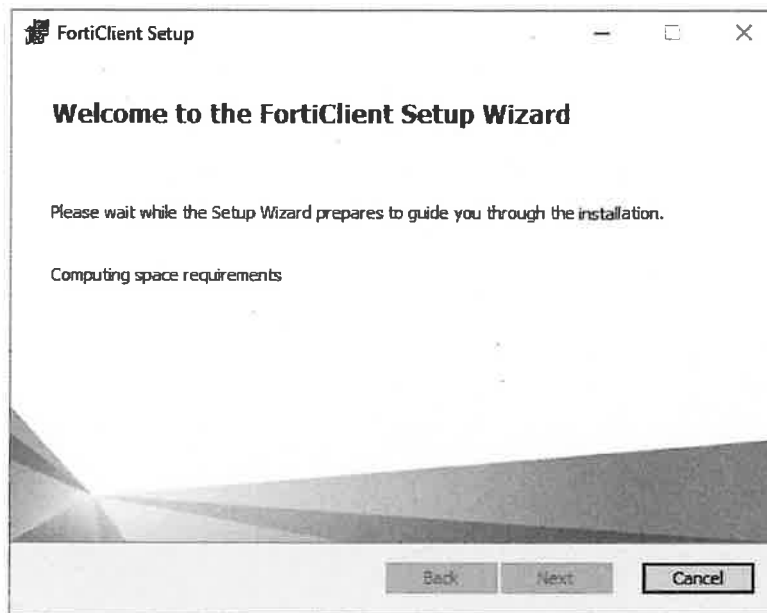 FortiClient Setup
Welcome to the FortiClient Setup Wizard
Please wait while the Setup Wizard prepares to guide you through the installation.
Computing space requirements
Back
Next
Cancel